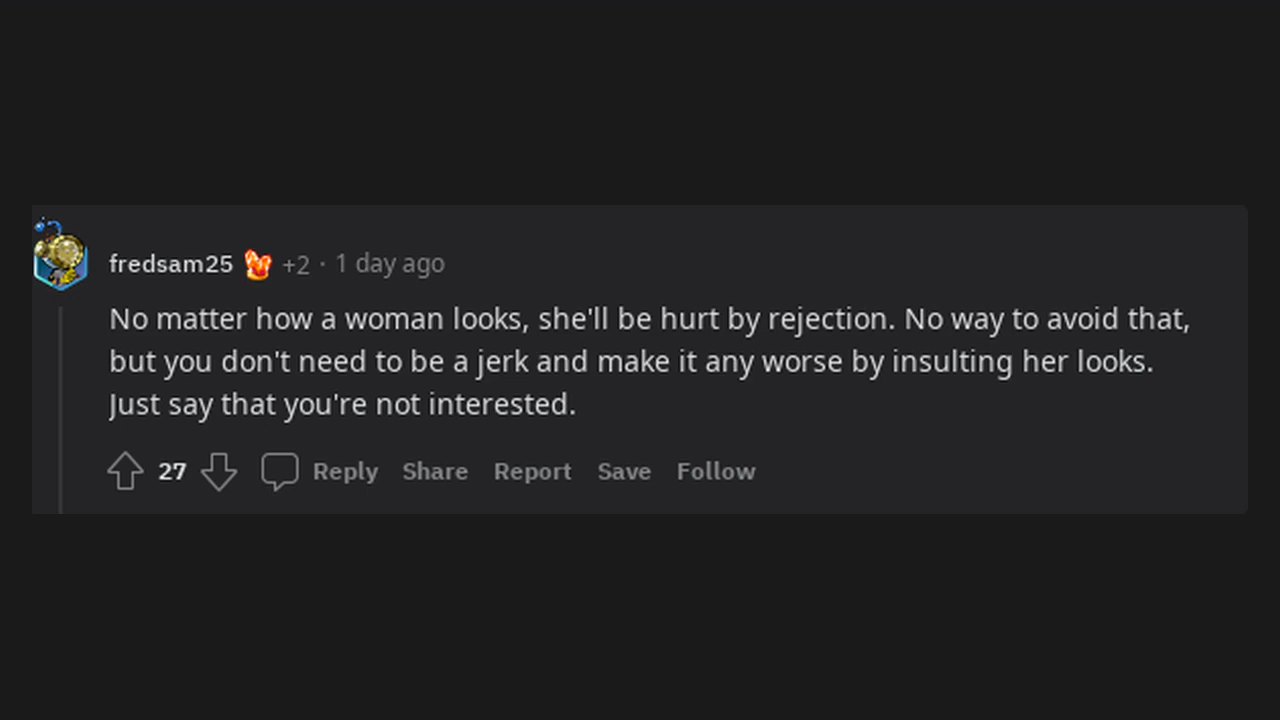 fredsam25 +2 · 1 day ago
No matter how a woman looks, she'll be hurt by rejection. No way to avoid that,
but you don't need to be a jerk and make it any worse by insulting her looks.
Just say that you're not interested.
27 Reply Share Report Save Follow